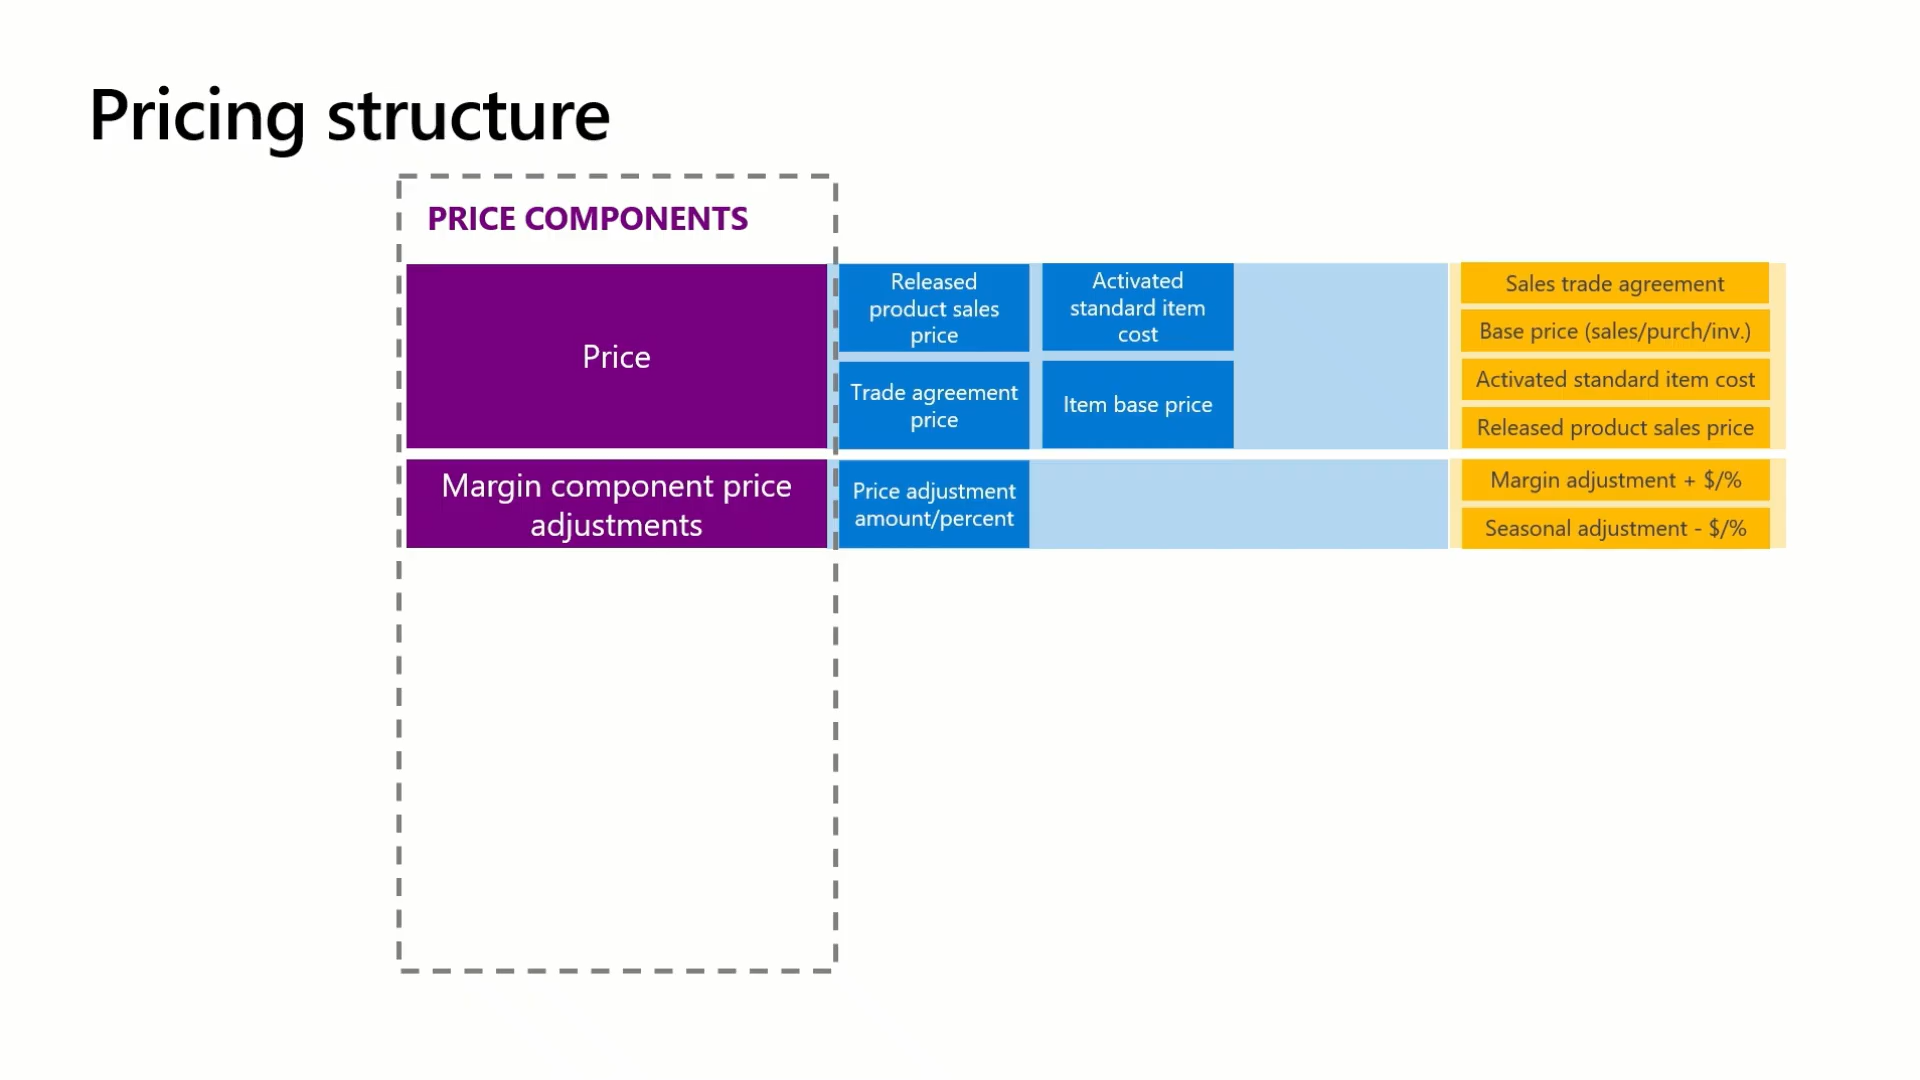 Pricing structure
PRICE COMPONENTS
Price
Released
product sales
price
Activated
standard item
cost
Trade agreement
price
Item base price
Sales trade agreement
Base price (sales/purch/inv.)
Activated standard item cost
Released product sales price
Margin component price
adjustments
Price adjustment
amount/percent
Margin adjustment + $/%
Seasonal adjustment - $/%